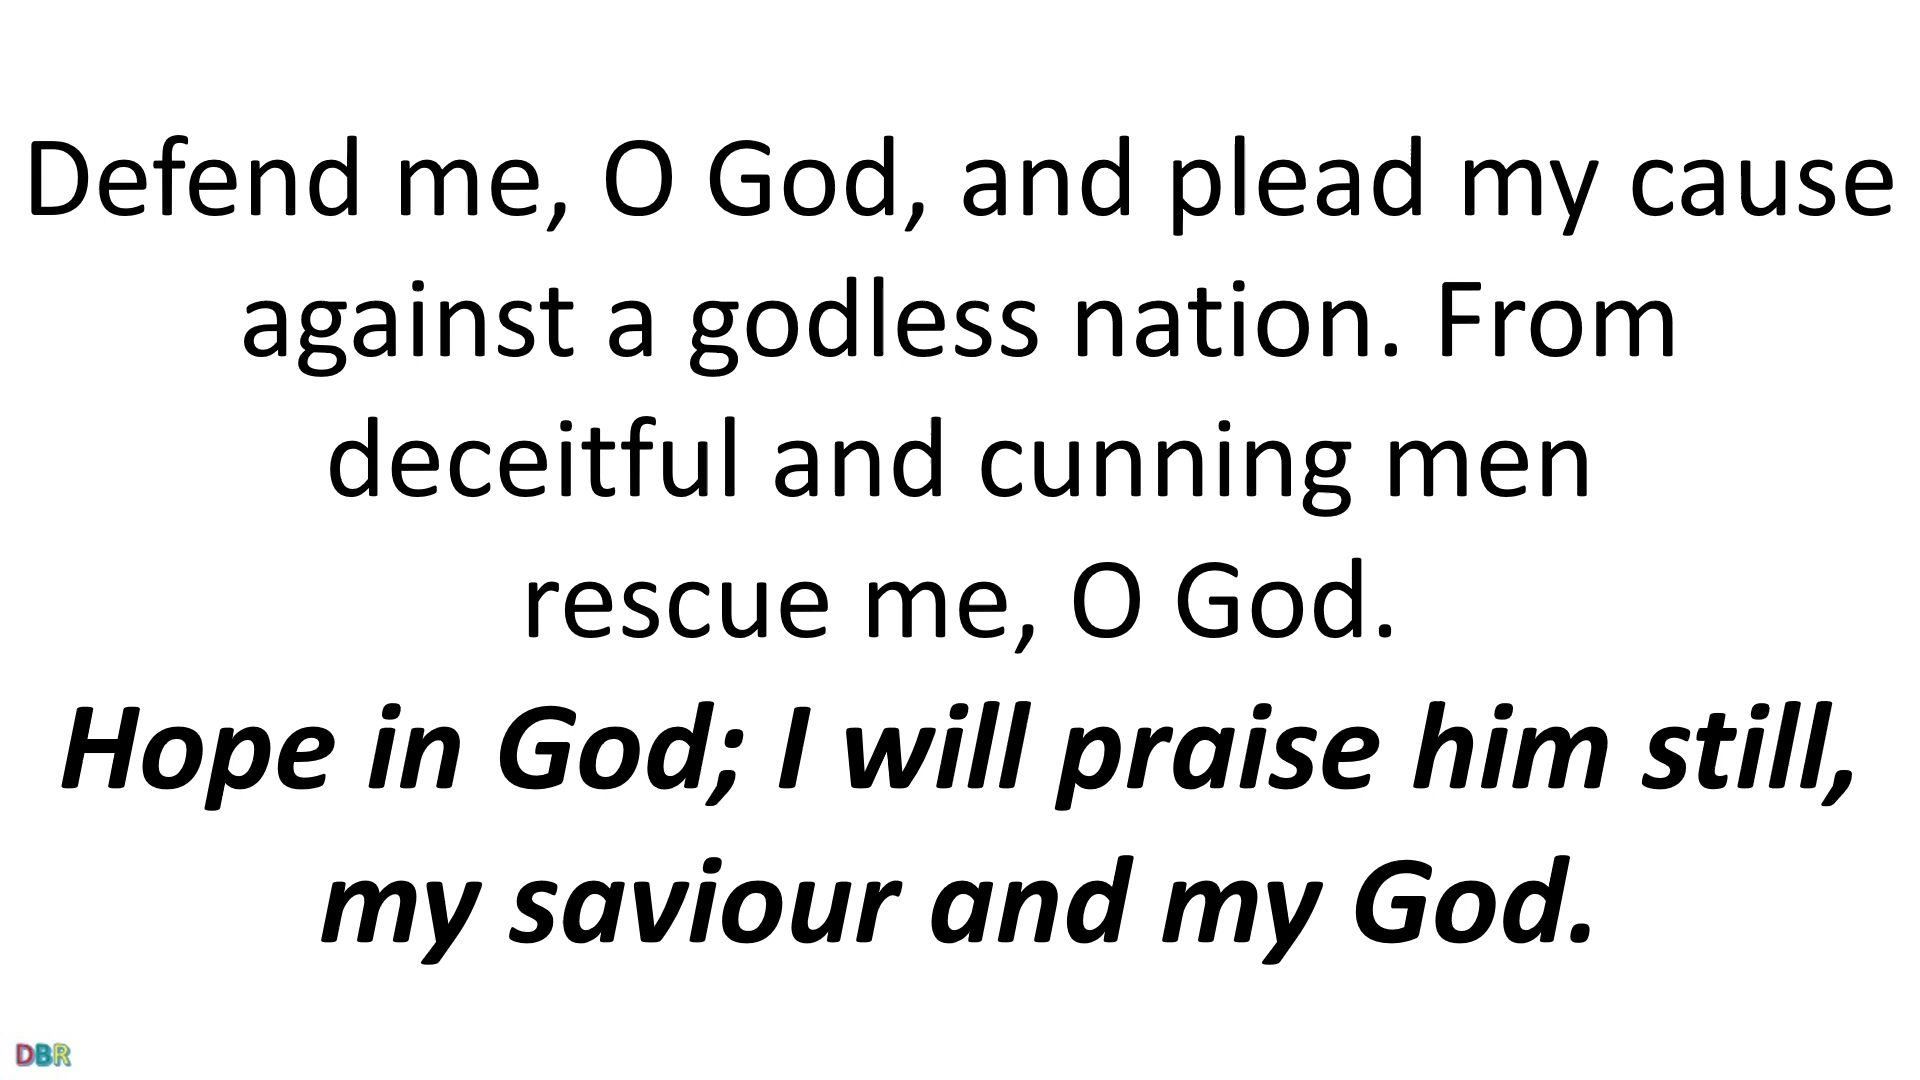 Defend me, O God, and plead my cause
against a godless nation. From
deceitful and cunning men
rescue me, O God.
Hope in God; I will praise him still,
my saviour and my God.
DBR